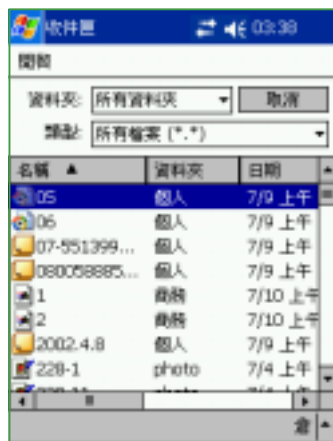 收件匣 03:38
開啟
資料夾: 所有資料夾 取消
類型: 所有檔案 (*.*)
名稱 ▲ 資料夾 日期
05 個人 7/9 上午
06 個人 7/9 上午
07-551399... 個人 7/9 上午
080058885... 個人 7/9 上午
1 商務 7/10 上午
2 商務 7/10 上午
2002.4.8 個人 7/9 上午
228-1 photo 7/4 上午
倉